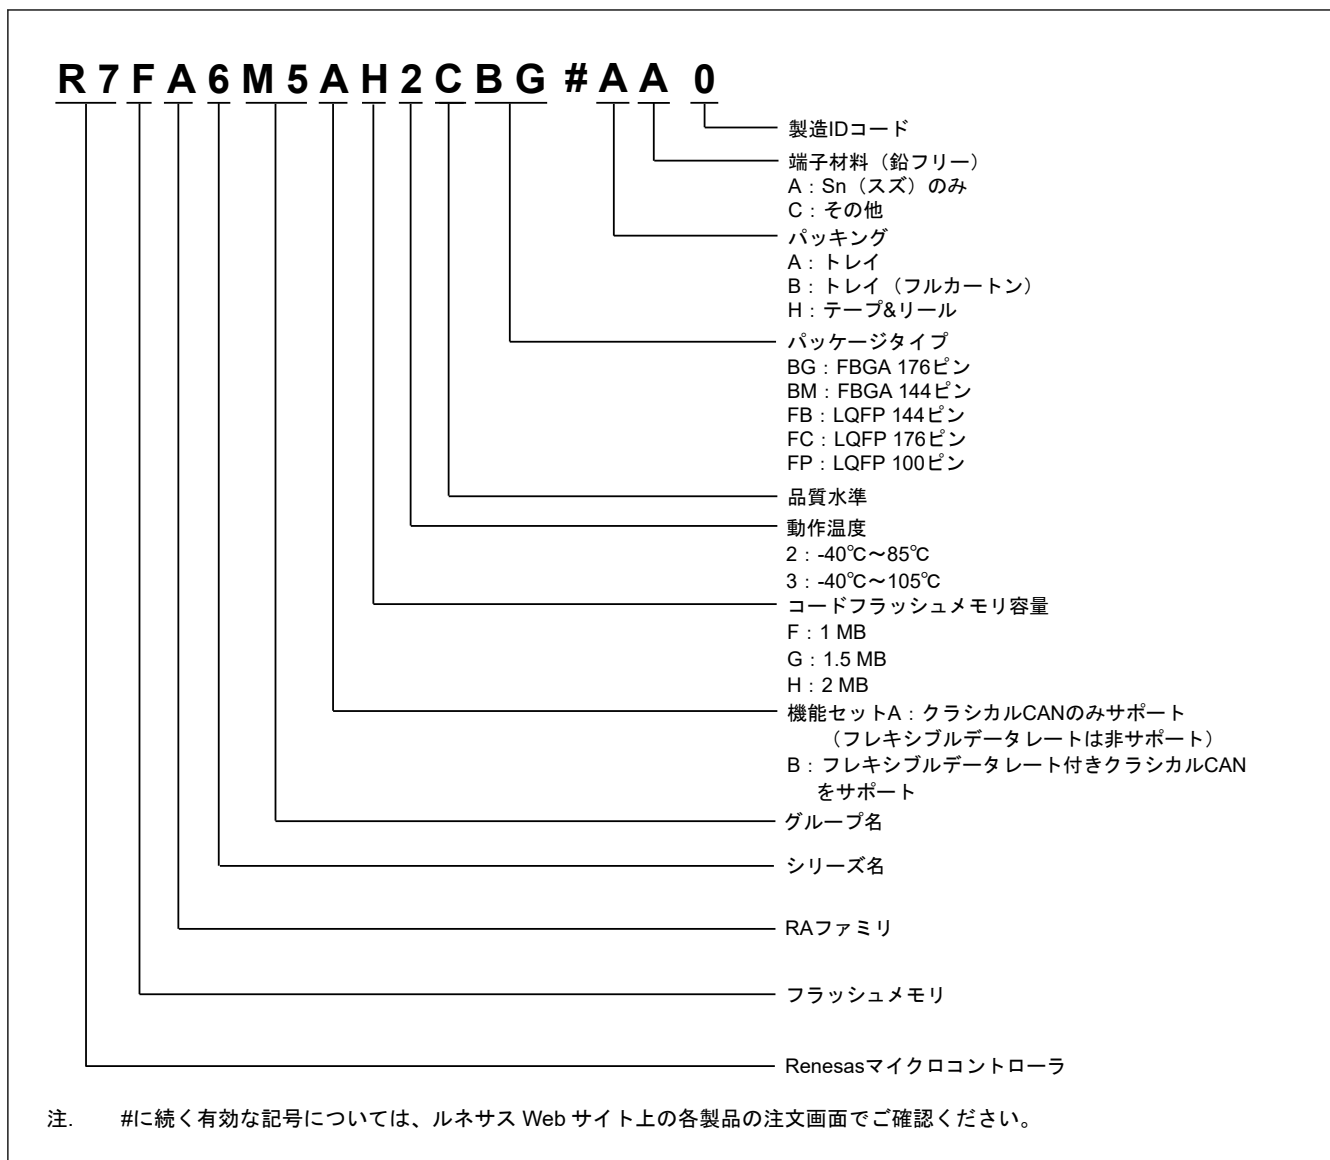 R7FA6M5AH2CBG#AA0
製造IDコード
端子材料（鉛フリー）
A：Sn（スズ）のみ
C：その他
パッキング
A：トレイ
B：トレイ（フルカートン）
H：テープ&リール
パッケージタイプ
BG：FBGA 176ピン
BM：FBGA 144ピン
FB：LQFP 144ピン
FC：LQFP 176ピン
FP：LQFP 100ピン
品質水準
動作温度
2：-40℃～85℃
3：-40℃～105℃
コードフラッシュメモリ容量
F：1 MB
G：1.5 MB
H：2 MB
機能セットA：クラシカルCANのみサポート
（フレキシブルデータレートは非サポート）
B：フレキシブルデータレート付きクラシカルCAN
をサポート
グループ名
シリーズ名
RAファミリ
フラッシュメモリ
Renesasマイクロコントローラ
注. #に続く有効な記号については、ルネサス Web サイト上の各製品の注文画面でご確認ください。